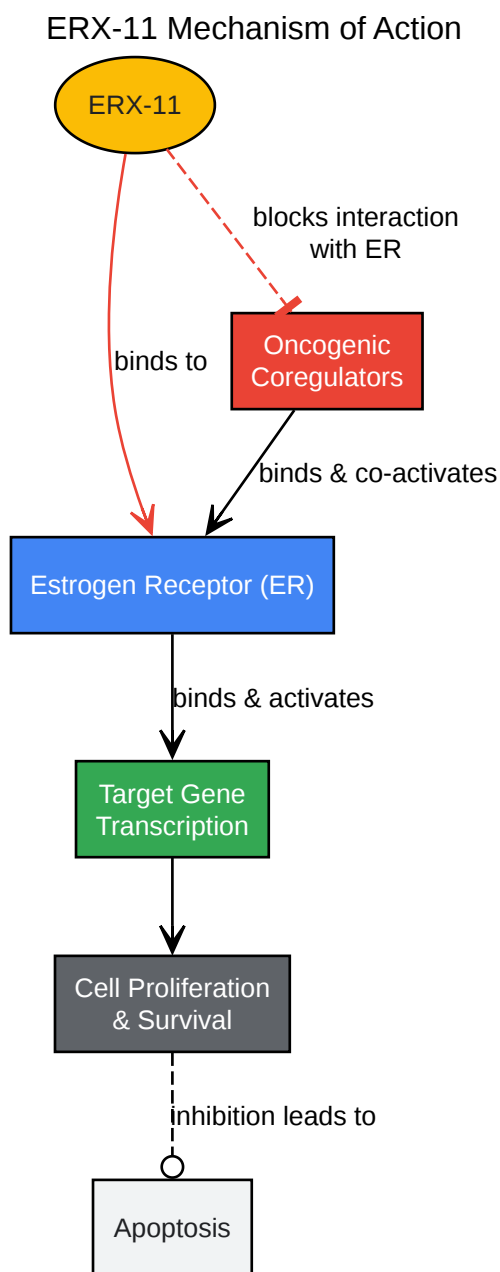 ERX-11 Mechanism of Action
ERX-11
blocks interaction
with ER
Oncogenic
Coregulators
binds to
binds & co-activates
Estrogen Receptor (ER)
binds & activates
Target Gene
Transcription
Cell Proliferation
& Survival
inhibition leads to
Apoptosis